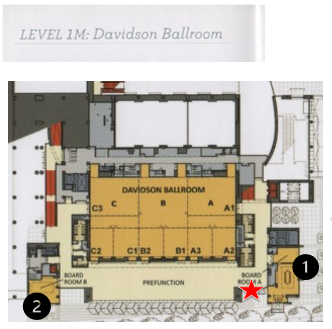 LEVEL 1M: Davidson Ballroom
DAVIDSON BALLROOM
C B A
C3 A1
C2 C1 B2 B1 A3 A2
BOARD ROOM B
PREFUNCTION
BOARD ROOM A
1
2